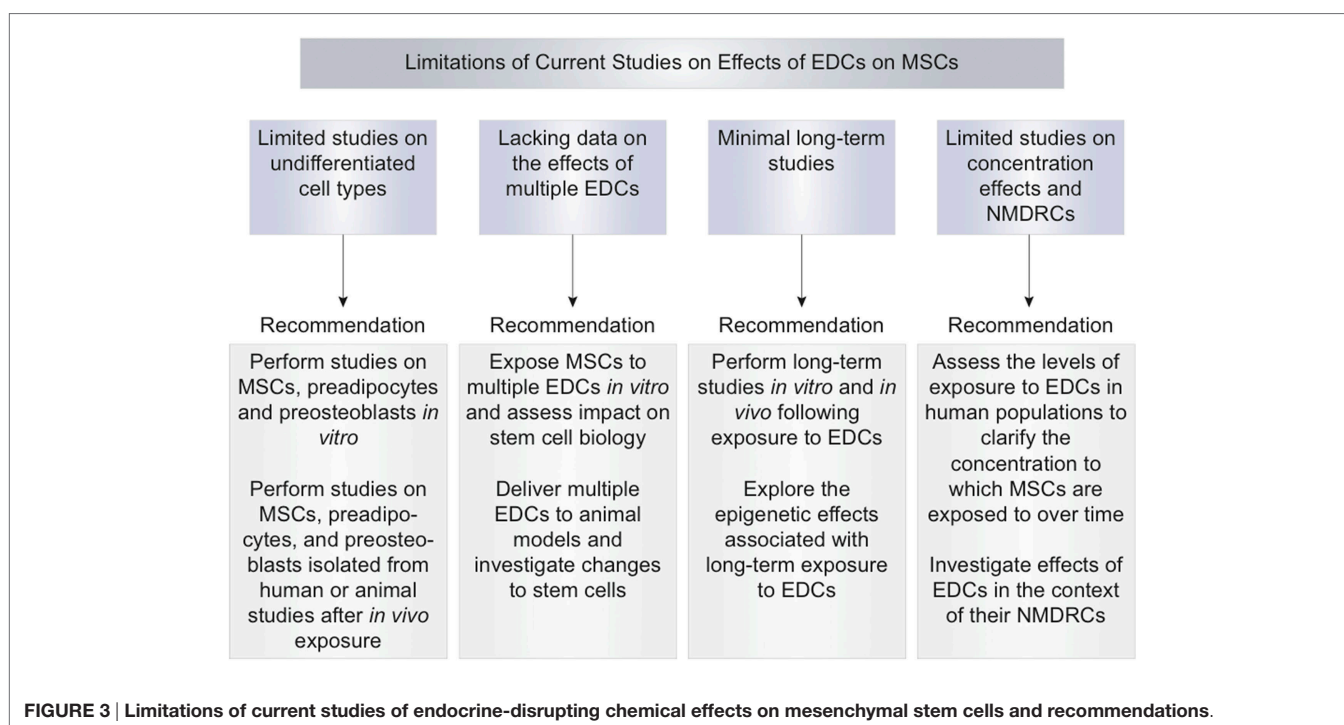 Limitations of Current Studies on Effects of EDCs on MSCs
Limited studies on
undifferentiated
cell types
Recommendation
Perform studies on
MSCs, preadipocytes
and preosteoblasts in
vitro
Perform studies on
MSCs, preadipo-
cytes, and preosteo-
blasts isolated from
human or animal
studies after in vivo
exposure
Lacking data on
the effects of
multiple EDCs
Recommendation
Expose MSCs to
multiple EDCs in vitro
and assess impact on
stem cell biology
Deliver multiple
EDCs to animal
models and
investigate changes
to stem cells
Minimal long-term
studies
Recommendation
Perform long-term
studies in vitro and in
vivo following
exposure to EDCs
Explore the
epigenetic effects
associated with
long-term exposure
to EDCs
Limited studies on
concentration
effects and
NMDRCs
Recommendation
Assess the levels of
exposure to EDCs in
human populations to
clarify the
concentration to
which MSCs are
exposed to over time
Investigate effects of
EDCs in the context
of their NMDRCs
FIGURE 3 | Limitations of current studies of endocrine-disrupting chemical effects on mesenchymal stem cells and recommendations.